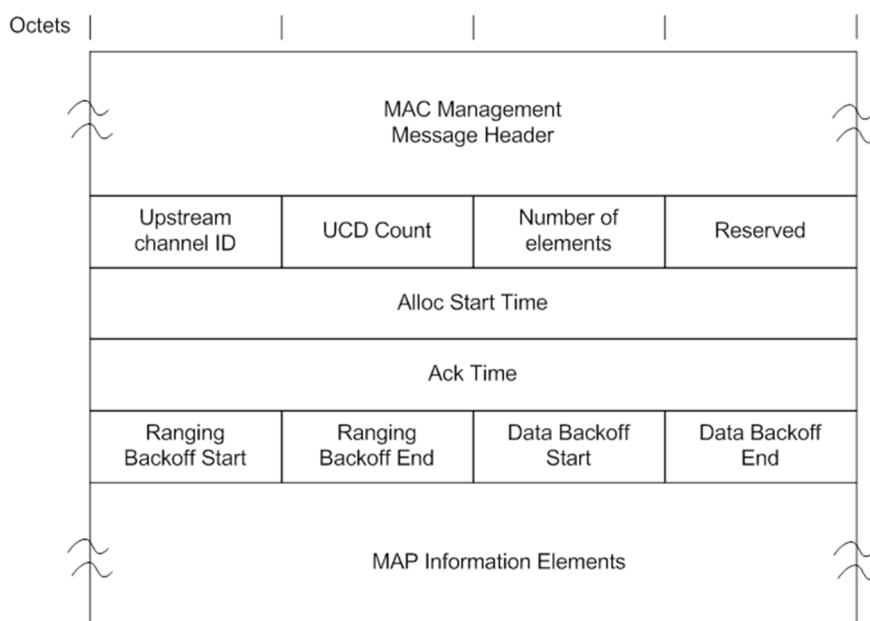 Octets
MAC Management
Message Header
Upstream
channel ID
UCD Count
Number of
elements
Reserved
Alloc Start Time
Ack Time
Ranging
Backoff Start
Ranging
Backoff End
Data Backoff
Start
Data Backoff
End
MAP Information Elements